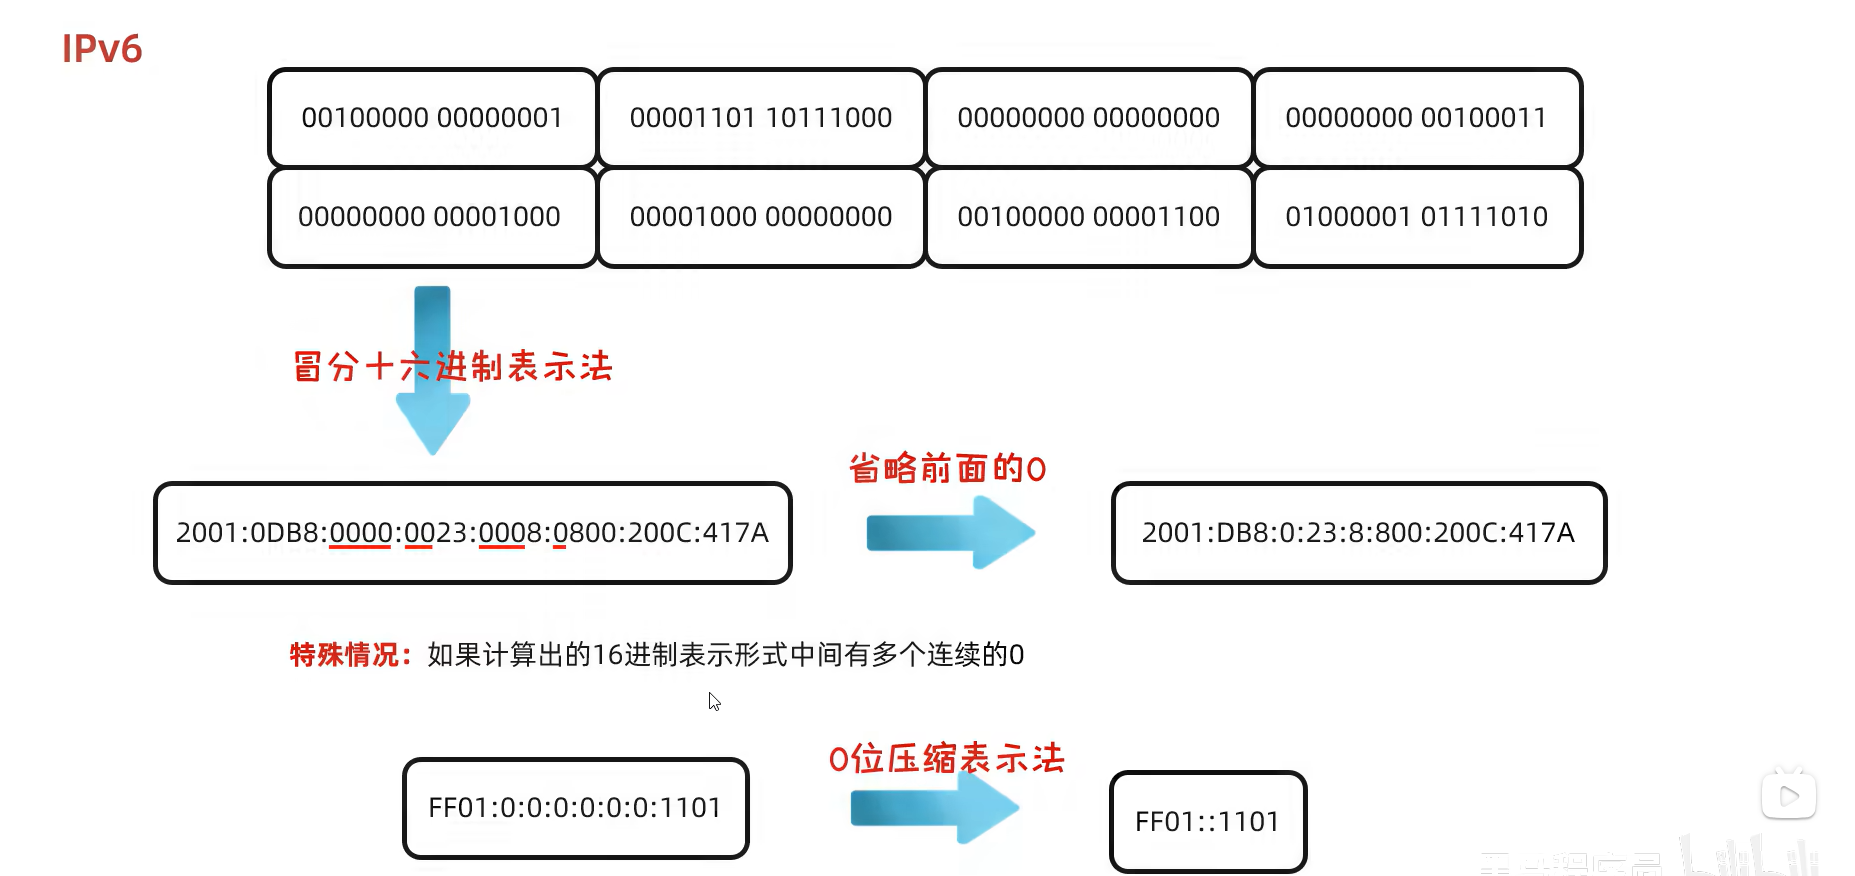 IPv6
00100000 00000001 00001101 10111000 00000000 00000000 00000000 00100011
00000000 00001000 00001000 00000000 00100000 00001100 01000001 01111010
冒分十六进制表示法
省略前面的0
2001:0DB8:0000:0023:0008:0800:200C:417A
2001:DB8:0:23:8:800:200C:417A
特殊情况：如果计算出的16进制表示形式中间有多个连续的0
0位压缩表示法
FF01:0:0:0:0:0:0:1101
FF01::1101